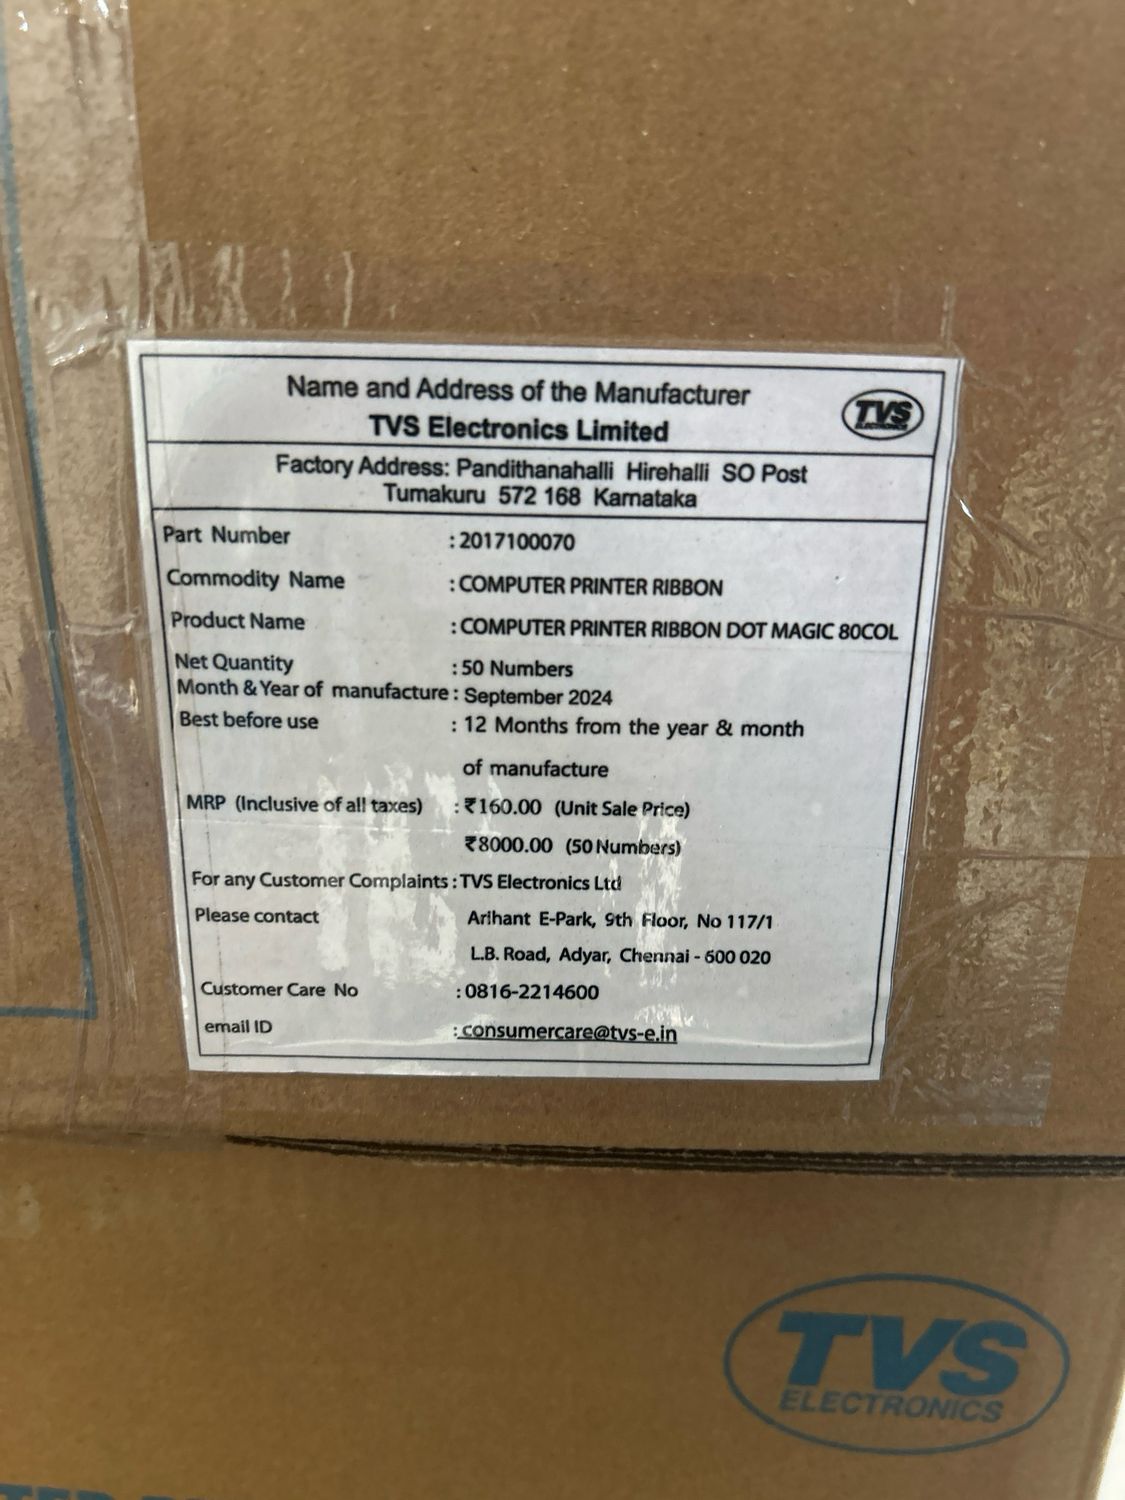 Name and Address of the Manufacturer
TVS Electronics Limited
TVS
ELECTRONICS
Factory Address: Pandithanahalli Hirehalli SO Post
Tumakuru 572 168 Karnataka
Part Number : 2017100070
Commodity Name : COMPUTER PRINTER RIBBON
Product Name : COMPUTER PRINTER RIBBON DOT MAGIC 80COL
Net Quantity : 50 Numbers
Month & Year of manufacture : September 2024
Best before use : 12 Months from the year & month
of manufacture
MRP (Inclusive of all taxes) : ₹160.00 (Unit Sale Price)
₹8000.00 (50 Numbers)
For any Customer Complaints : TVS Electronics Ltd
Please contact Arihant E-Park, 9th Floor, No 117/1
L.B. Road, Adyar, Chennai - 600 020
Customer Care No : 0816-2214600
email ID : consumercare@tvs-e.in
TVS
ELECTRONICS